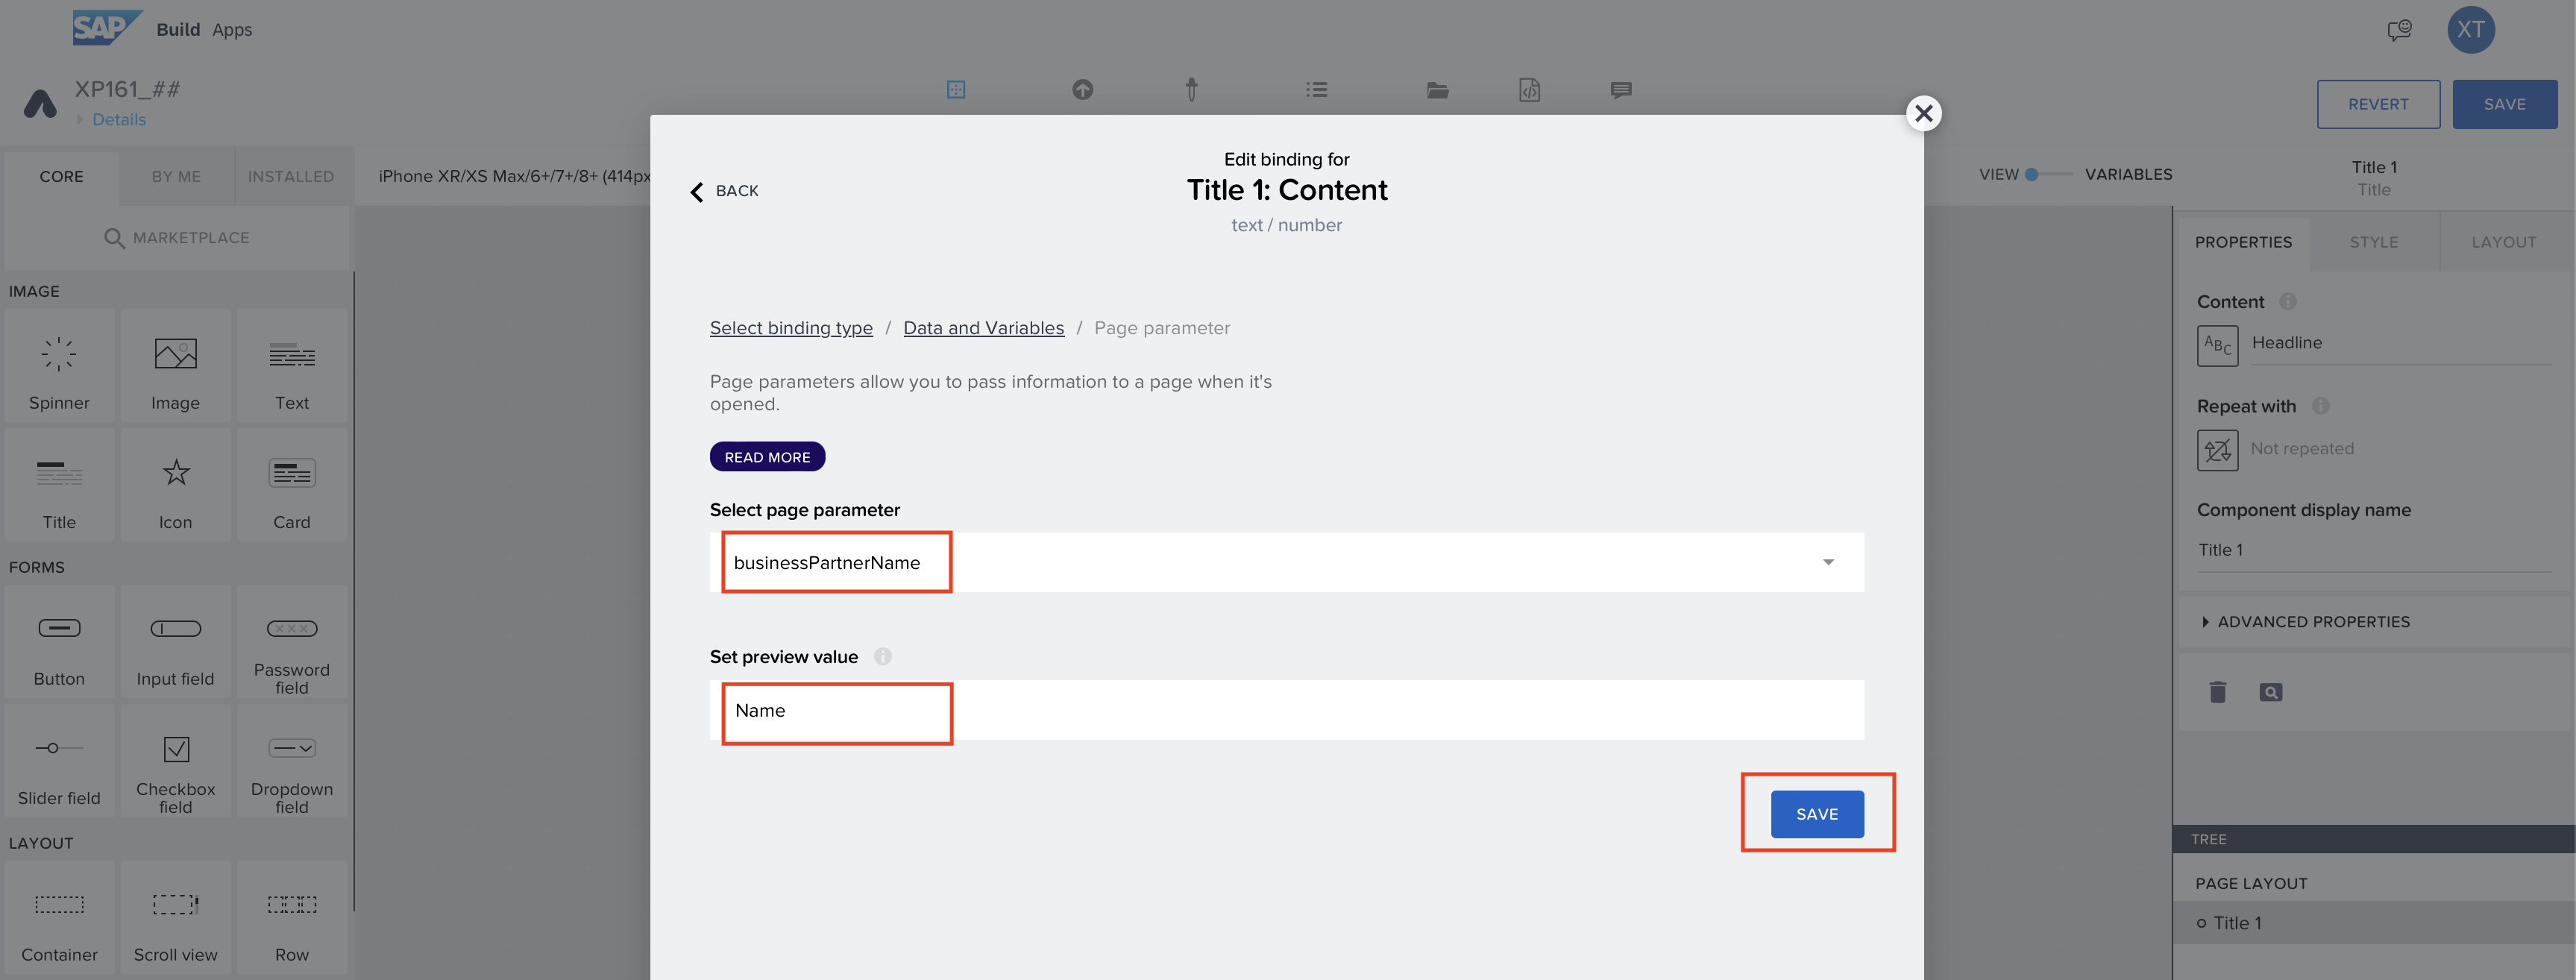 SAP Build Apps
XT
XP161_##
Details
REVERT
SAVE
CORE
BY ME
INSTALLED
MARKETPLACE
IMAGE
Spinner
Image
Text
Title
Icon
Card
FORMS
Button
Input field
Password
field
Slider field
Checkbox
field
Dropdown
field
LAYOUT
Container
Scroll view
Row
iPhone XR/XS Max/6+/7+/8+ (414px
BACK
Edit binding for
Title 1: Content
text / number
Select binding type / Data and Variables / Page parameter
Page parameters allow you to pass information to a page when it's
opened.
READ MORE
Select page parameter
businessPartnerName
Set preview value
Name
SAVE
VIEW
VARIABLES
Title 1
Title
PROPERTIES
STYLE
LAYOUT
Content
ABC
Headline
Repeat with
Not repeated
Component display name
Title 1
ADVANCED PROPERTIES
TREE
PAGE LAYOUT
Title 1